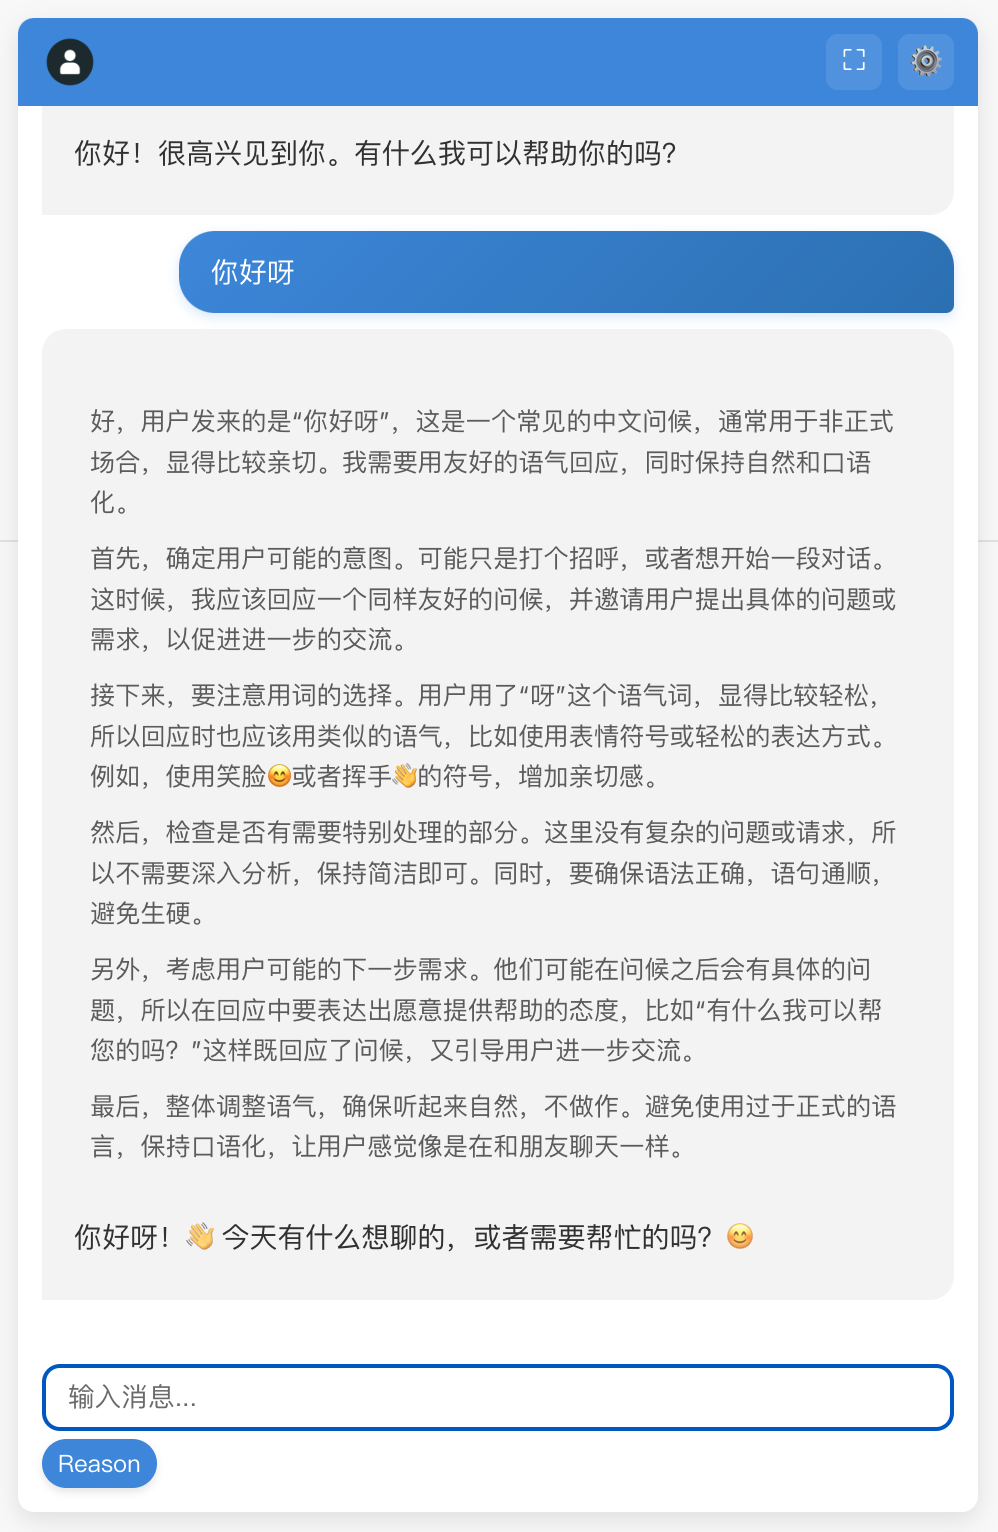 你好！很高兴见到你。有什么我可以帮助你的吗？
你好呀
好，用户发来的是“你好呀”，这是一个常见的中文问候，通常用于非正式
场合，显得比较亲切。我需要用友好的语气回应，同时保持自然和口语
化。
首先，确定用户可能的意图。可能只是打个招呼，或者想开始一段对话。
这时候，我应该回应一个同样友好的问候，并邀请用户提出具体的问题或
需求，以促进进一步的交流。
接下来，要注意用词的选择。用户用了“呀”这个语气词，显得比较轻松，
所以回应时也应该用类似的语气，比如使用表情符号或轻松的表达方式。
例如，使用笑脸😊或者挥手👋的符号，增加亲切感。
然后，检查是否有需要特别处理的部分。这里没有复杂的问题或请求，所
以不需要深入分析，保持简洁即可。同时，要确保语法正确，语句通顺，
避免生硬。
另外，考虑用户可能的下一步需求。他们可能在问候之后会有具体的问
题，所以在回应中要表达出愿意提供帮助的态度，比如“有什么我可以帮
您的吗？”这样既回应了问候，又引导用户进一步交流。
最后，整体调整语气，确保听起来自然，不做作。避免使用过于正式的语
言，保持口语化，让用户感觉像是在和朋友聊天一样。
你好呀！👋 今天有什么想聊的，或者需要帮忙的吗？😊
输入消息...
Reason